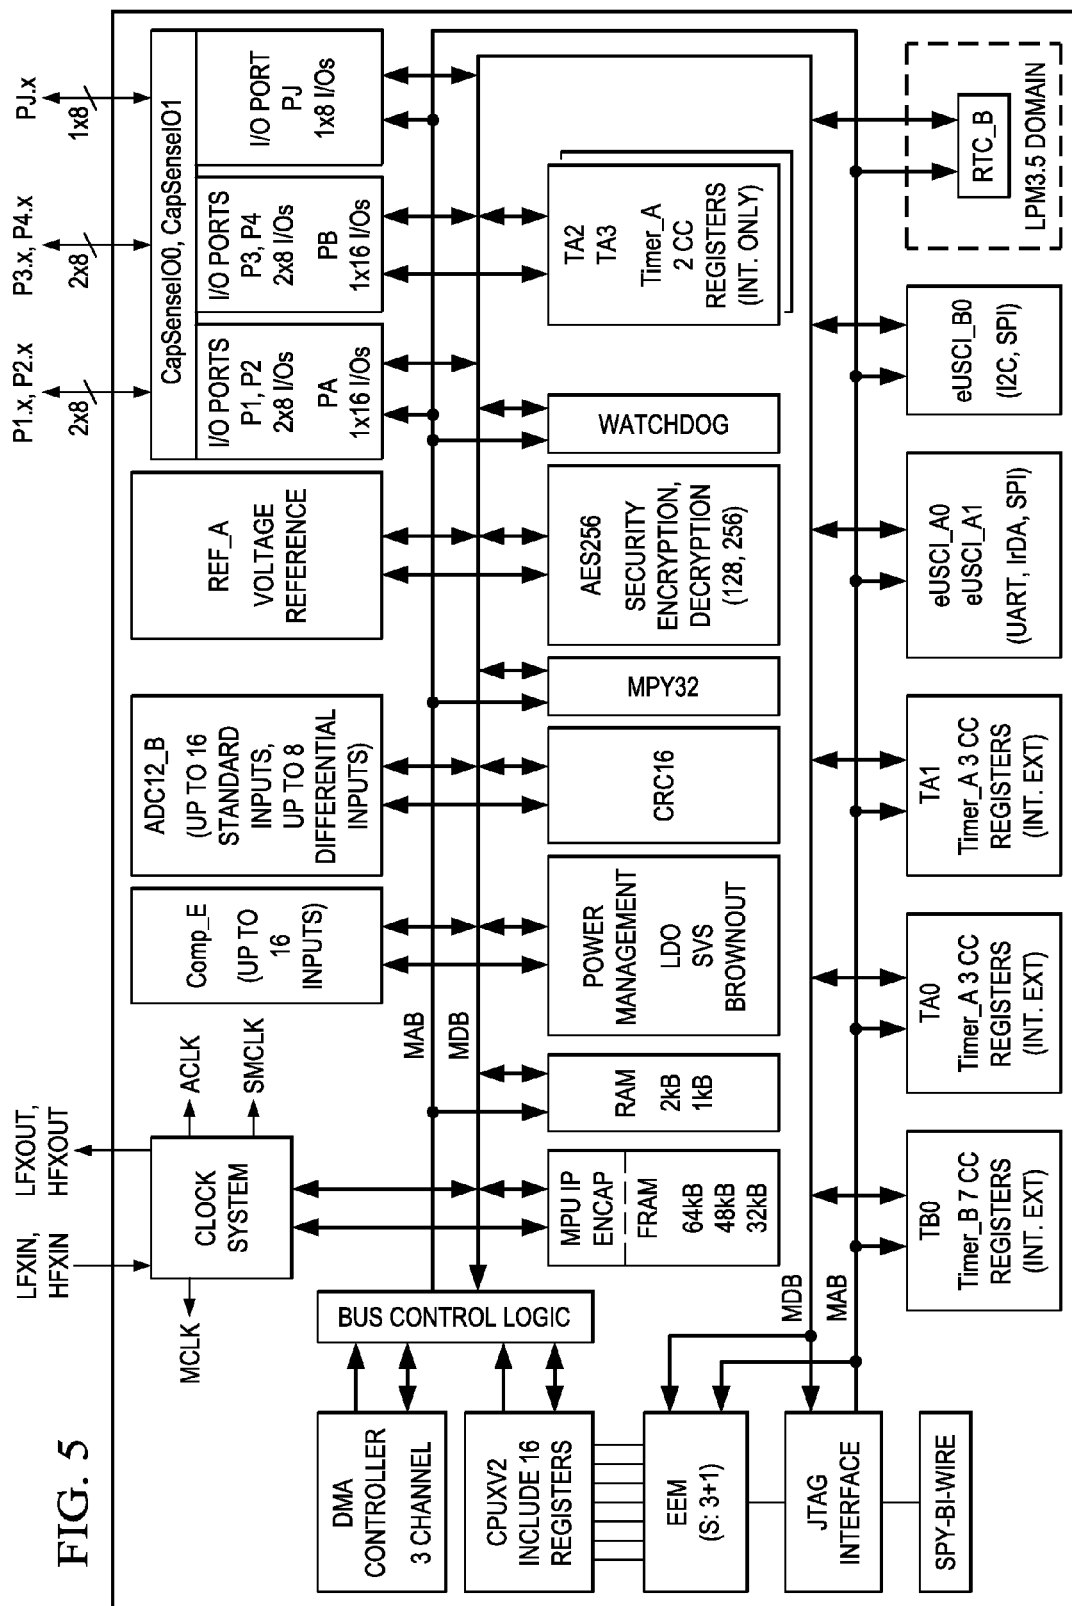 FIG. 5
LFXIN,
HFXIN
LFXOUT,
HFXOUT
P1.x, P2.x
2x8
P3.x, P4.x
2x8
PJ.x
1x8
MCLK
CLOCK
SYSTEM
ACLK
SMCLK
Comp_E
(UP TO
16
INPUTS)
ADC12_B
(UP TO 16
STANDARD
INPUTS,
UP TO 8
DIFFERENTIAL
INPUTS)
REF_A
VOLTAGE
REFERENCE
CapSenseIO0, CapSenseIO1
I/O PORTS
P1, P2
2x8 I/Os
PA
1x16 I/Os
I/O PORTS
P3, P4
2x8 I/Os
PB
1x16 I/Os
I/O PORT
PJ
1x8 I/Os
DMA
CONTROLLER
3 CHANNEL
BUS CONTROL LOGIC
MAB
MDB
CPUXV2
INCLUDE 16
REGISTERS
MPU IP
ENCAP
FRAM
64kB
48kB
32kB
RAM
2kB
1kB
POWER
MANAGEMENT
LDO
SVS
BROWNOUT
CRC16
MPY32
AES256
SECURITY
ENCRYPTION,
DECRYPTION
(128, 256)
WATCHDOG
TA2
TA3
Timer_A
2 CC
REGISTERS
(INT. ONLY)
EEM
(S: 3+1)
MDB
MAB
JTAG
INTERFACE
SPY-BI-WIRE
TB0
Timer_B 7 CC
REGISTERS
(INT. EXT)
TA0
Timer_A 3 CC
REGISTERS
(INT. EXT)
TA1
Timer_A 3 CC
REGISTERS
(INT. EXT)
eUSCI_A0
eUSCI_A1
(UART, IrDA, SPI)
eUSCI_B0
(I2C, SPI)
RTC_B
LPM3.5 DOMAIN